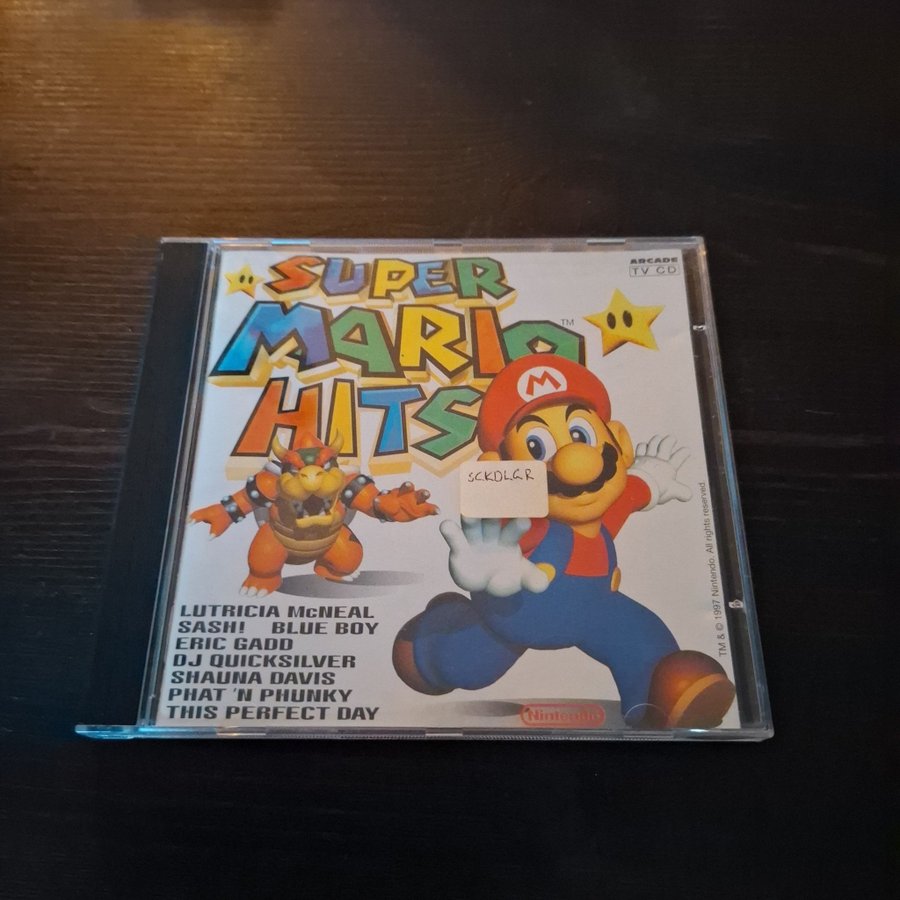 SUPER
MARIO™
HITS
ARCADE
TV CD
M
SCKDLGR
LUTRICIA McNEAL
SASH! BLUE BOY
ERIC GADD
DJ QUICKSILVER
SHAUNA DAVIS
PHAT 'N PHUNKY
THIS PERFECT DAY
Nintendo
TM & © 1997 Nintendo. All rights reserved.